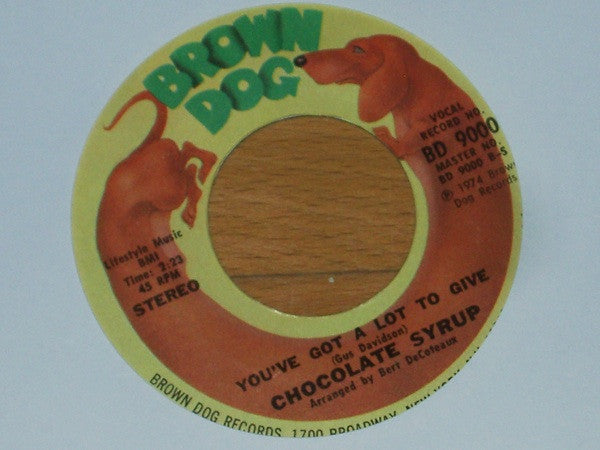 BROWN
DOG
VOCAL
RECORD NO.
BD 9000
MASTER NO.
BD 9000 B-S
℗ 1974 Brown
Dog Records
Lifestyle Music
BMI
Time: 2:23
45 RPM
STEREO
YOU'VE GOT A LOT TO GIVE
(Gus Davidson)
CHOCOLATE SYRUP
Arranged by Bert DeCoteaux
BROWN DOG RECORDS, 1700 BROADWAY, NEW YORK